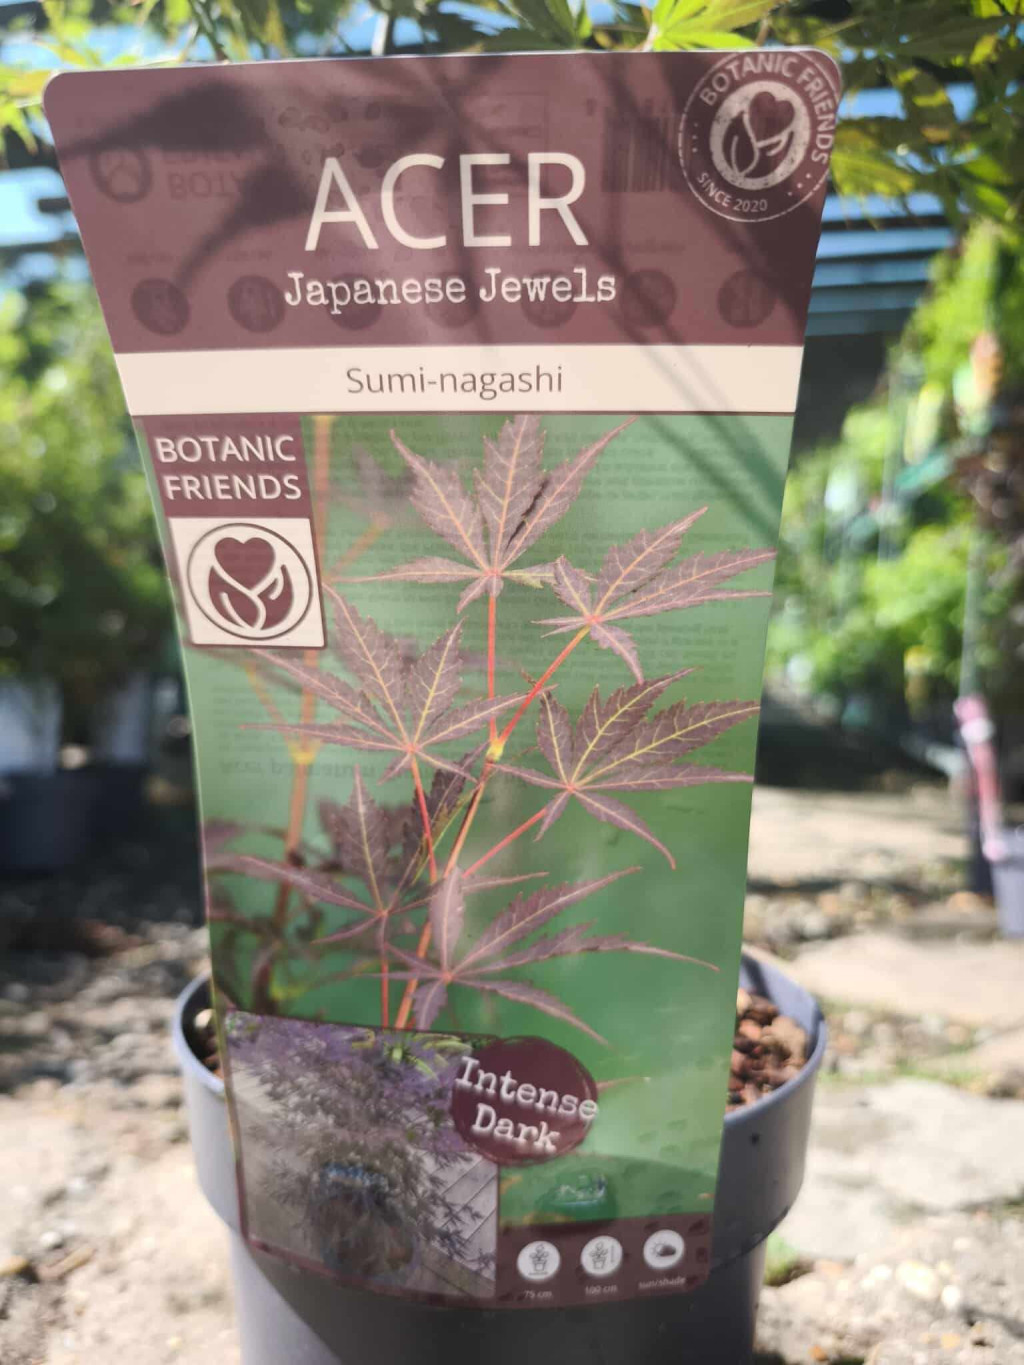 BOTANIC FRIENDS
SINCE 2020
ACER
Japanese Jewels
Sumi-nagashi
BOTANIC
FRIENDS
Intense
Dark
75 cm
100 cm
sun/shade